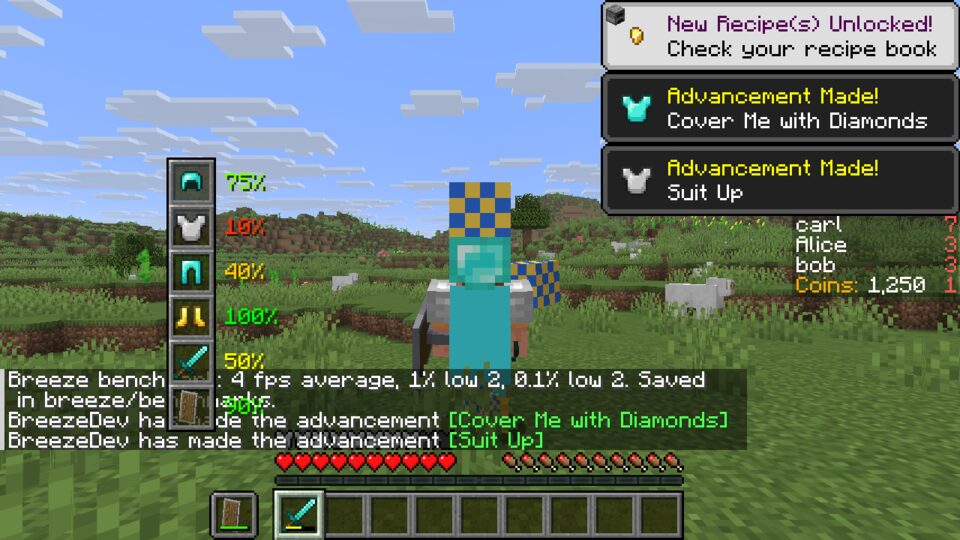 New Recipe(s) Unlocked!
Check your recipe book
Advancement Made!
Cover Me with Diamonds
Advancement Made!
Suit Up
75%
10%
40%
100%
50%
90%
carl 7
Alice 3
bob 3
Coins: 1,250 1
Breeze : 4 fps average, 1% low 2, 0.1% low 2. Saved
in
BreezeDev has made the advancement [Cover Me with Diamonds]
BreezeDev has made the advancement [Suit Up]